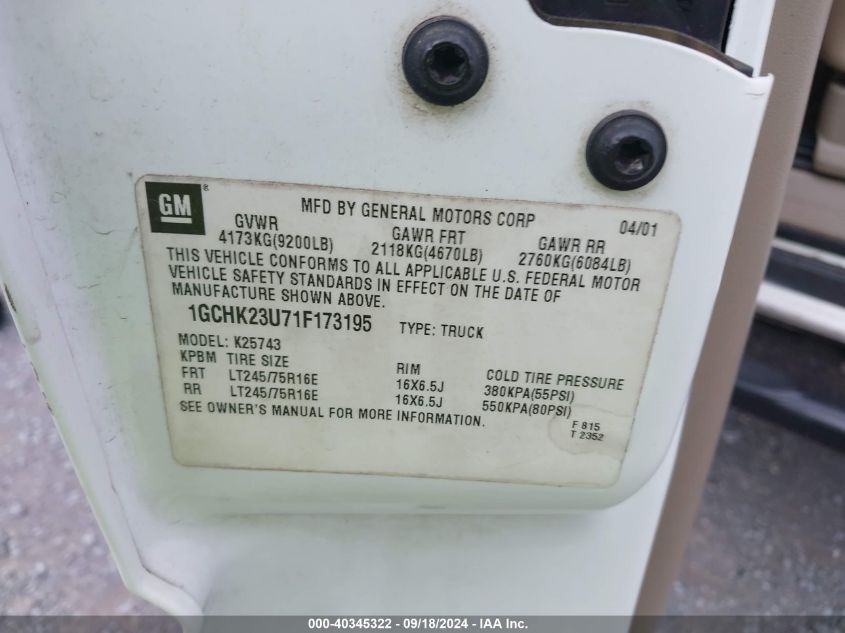 GM ®
MFD BY GENERAL MOTORS CORP 04/01
GVWR GAWR FRT GAWR RR
4173KG(9200LB) 2118KG(4670LB) 2760KG(6084LB)
THIS VEHICLE CONFORMS TO ALL APPLICABLE U.S. FEDERAL MOTOR
VEHICLE SAFETY STANDARDS IN EFFECT ON THE DATE OF
MANUFACTURE SHOWN ABOVE.
1GCHK23U71F173195 TYPE: TRUCK
MODEL: K25743
KPBM TIRE SIZE RIM COLD TIRE PRESSURE
FRT LT245/75R16E 16X6.5J 380KPA(55PSI)
RR LT245/75R16E 16X6.5J 550KPA(80PSI)
SEE OWNER'S MANUAL FOR MORE INFORMATION.
F 815
T 2352
000-40345322 - 09/18/2024 - IAA Inc.